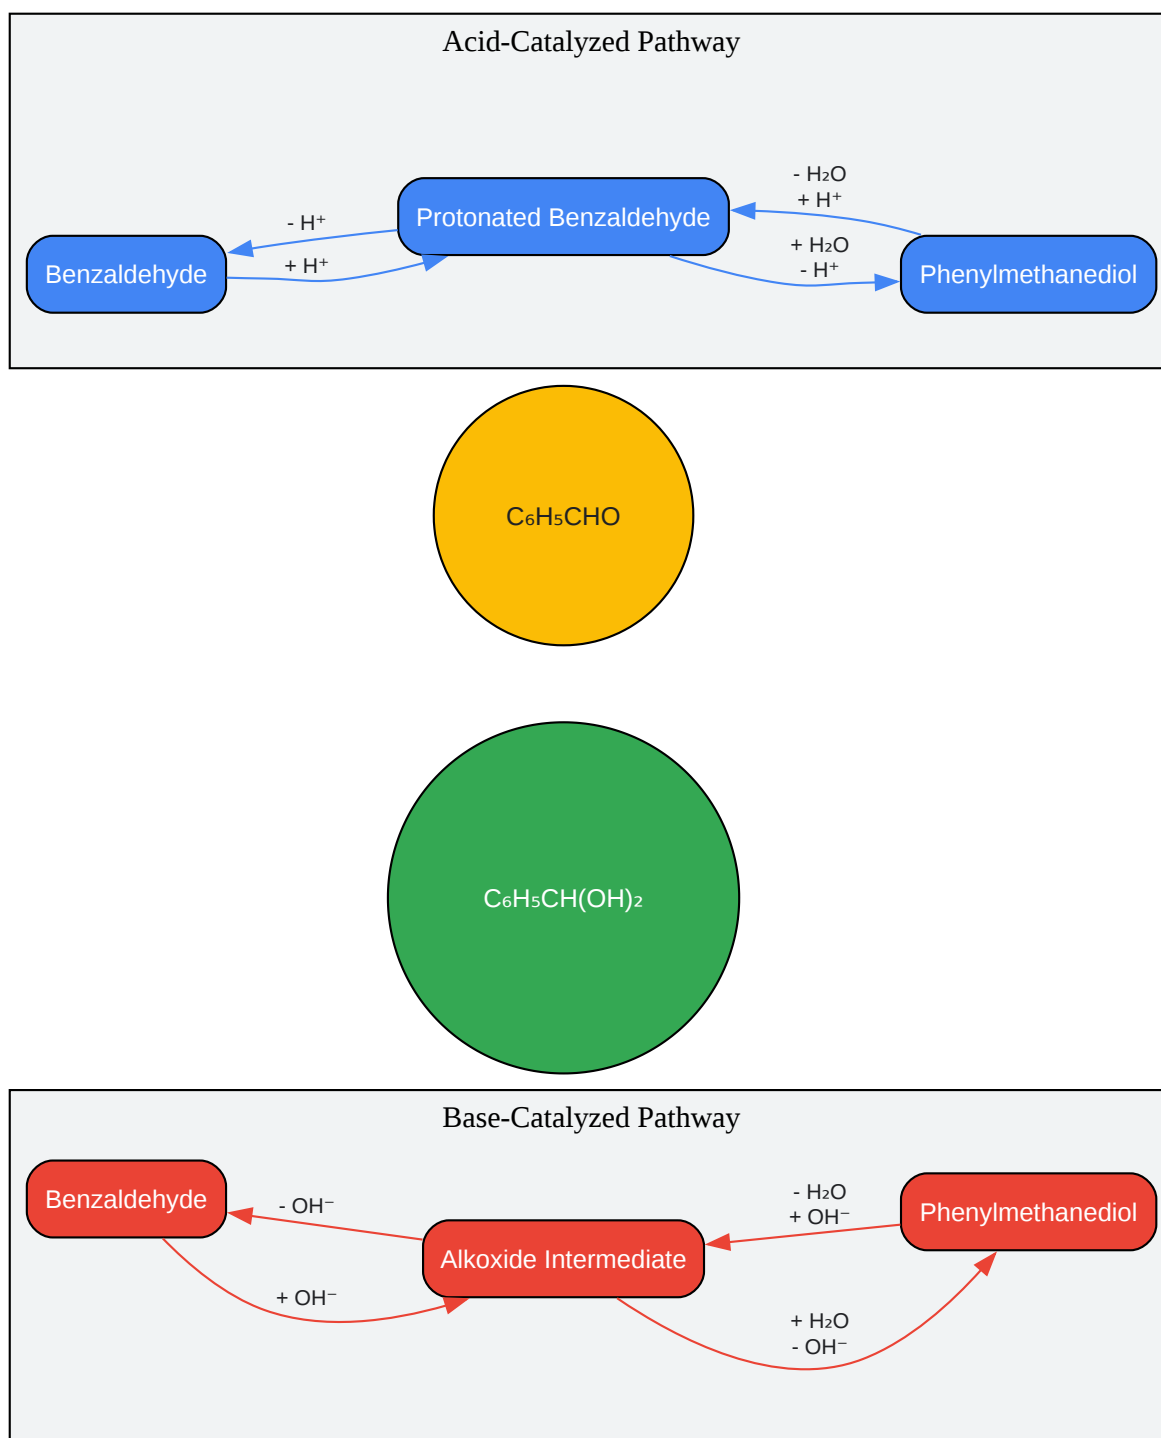 Acid-Catalyzed Pathway
- H₂O
+ H⁺
Protonated Benzaldehyde
- H⁺
+ H₂O
- H⁺
+ H⁺
Benzaldehyde
Phenylmethanediol
C₆H₅CHO
C₆H₅CH(OH)₂
Base-Catalyzed Pathway
Benzaldehyde
- OH⁻
- H₂O
+ OH⁻
Phenylmethanediol
Alkoxide Intermediate
+ OH⁻
+ H₂O
- OH⁻